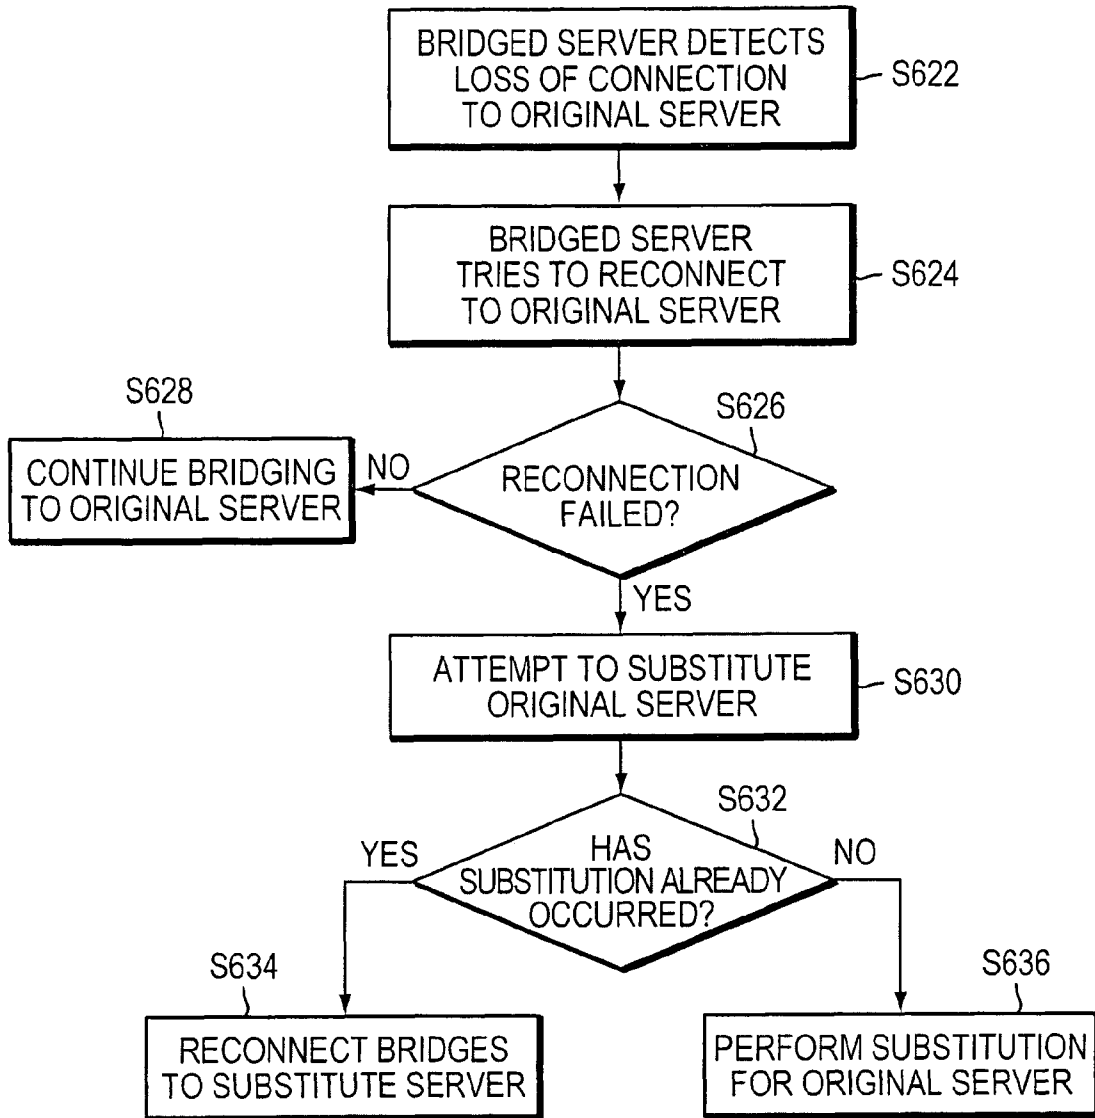 BRIDGED SERVER DETECTS
LOSS OF CONNECTION
TO ORIGINAL SERVER
S622
BRIDGED SERVER
TRIES TO RECONNECT
TO ORIGINAL SERVER
S624
S628
S626
CONTINUE BRIDGING
TO ORIGINAL SERVER
NO
RECONNECTION
FAILED?
YES
ATTEMPT TO SUBSTITUTE
ORIGINAL SERVER
S630
S632
YES
HAS
SUBSTITUTION ALREADY
OCCURRED?
NO
S634
S636
RECONNECT BRIDGES
TO SUBSTITUTE SERVER
PERFORM SUBSTITUTION
FOR ORIGINAL SERVER